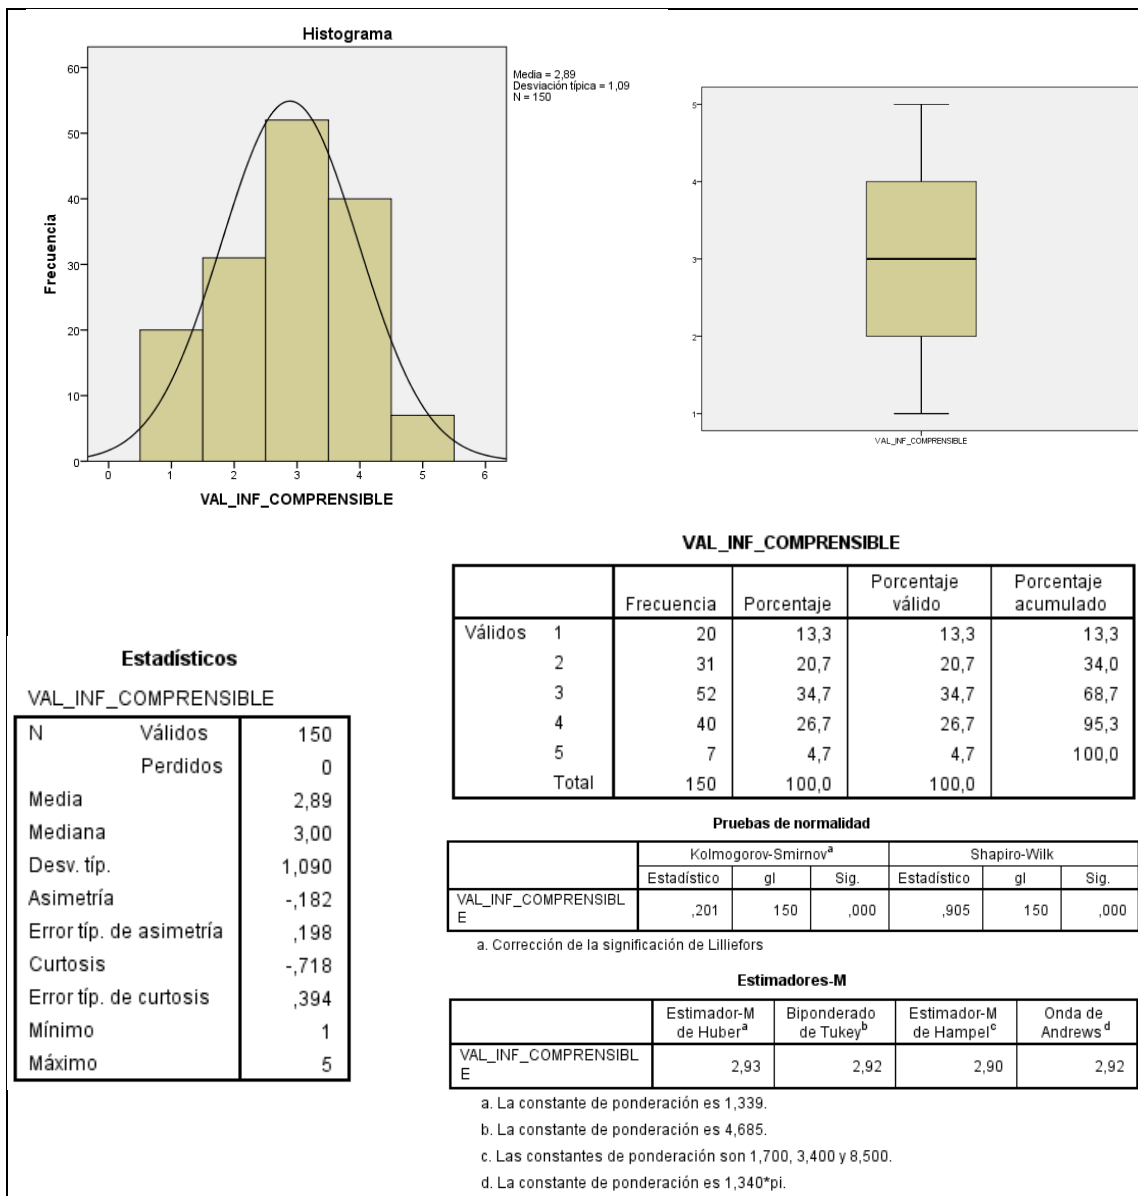 Histograma
60
50
40
30
20
10
0
Frecuencia
0 1 2 3 4 5 6
VAL_INF_COMPRENSIBLE
Media = 2,89
Desviación típica = 1,09
N = 150
5
4
3
2
1
VAL_INF_COMPRENSIBLE
VAL_INF_COMPRENSIBLE
Frecuencia Porcentaje Porcentaje válido Porcentaje acumulado
Válidos 1 20 13,3 13,3 13,3
2 31 20,7 20,7 34,0
3 52 34,7 34,7 68,7
4 40 26,7 26,7 95,3
5 7 4,7 4,7 100,0
Total 150 100,0 100,0
Estadísticos
VAL_INF_COMPRENSIBLE
N Válidos 150
Perdidos 0
Media 2,89
Mediana 3,00
Desv. típ. 1,090
Asimetría -,182
Error típ. de asimetría ,198
Curtosis -,718
Error típ. de curtosis ,394
Mínimo 1
Máximo 5
Pruebas de normalidad
Kolmogorov-Smirnov^a Shapiro-Wilk
Estadístico gl Sig. Estadístico gl Sig.
VAL_INF_COMPRENSIBL
E ,201 150 ,000 ,905 150 ,000
a. Corrección de la significación de Lilliefors
Estimadores-M
Estimador-M de Huber^a Biponderado de Tukey^b Estimador-M de Hampel^c Onda de Andrews^d
VAL_INF_COMPRENSIBL
E 2,93 2,92 2,90 2,92
a. La constante de ponderación es 1,339.
b. La constante de ponderación es 4,685.
c. Las constantes de ponderación son 1,700, 3,400 y 8,500.
d. La constante de ponderación es 1,340*pi.